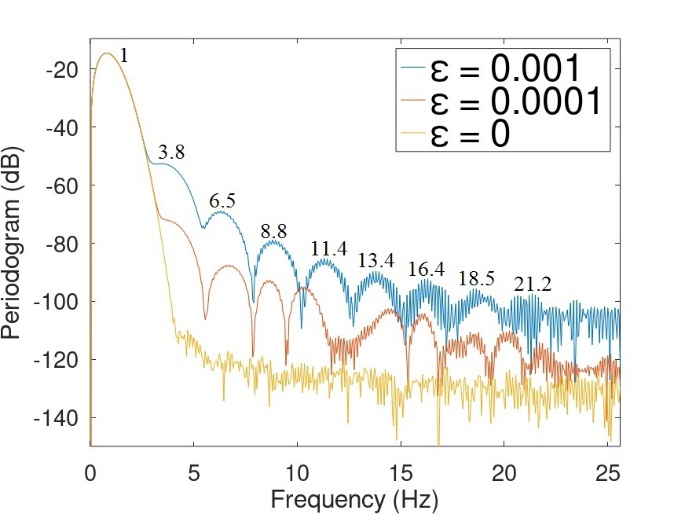 ε = 0.001
ε = 0.0001
ε = 0
1
3.8
6.5
8.8
11.4
13.4
16.4
18.5
21.2
-20
-40
-60
-80
-100
-120
-140
Periodogram (dB)
0 5 10 15 20 25
Frequency (Hz)